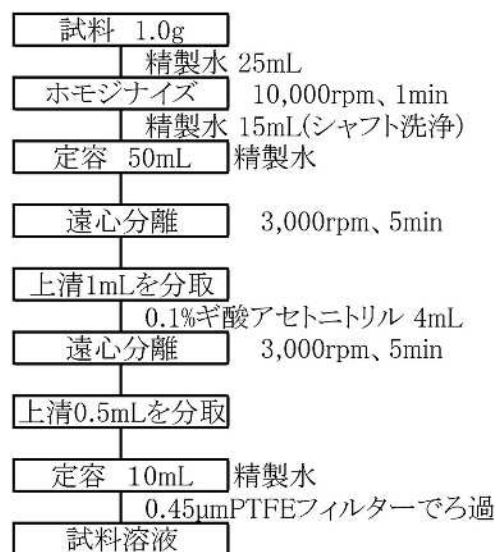 試料 1.0g
精製水 25mL
ホモジナイズ 10,000rpm、1min
精製水 15mL(シャフト洗浄)
定容 50mL 精製水
遠心分離 3,000rpm、5min
上清1mLを分取
0.1%ギ酸アセトニトリル 4mL
遠心分離 3,000rpm、5min
上清0.5mLを分取
定容 10mL 精製水
0.45μmPTFEフィルターでろ過
試料溶液